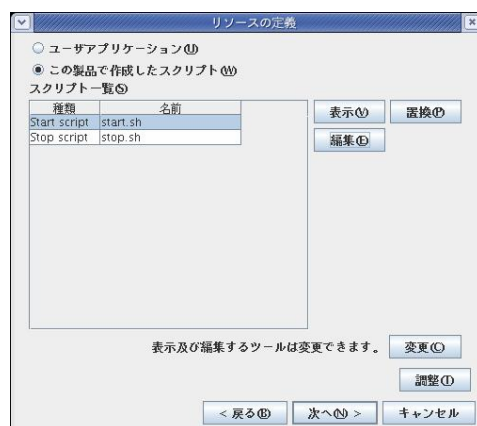 リソースの定義
ユーザアプリケーション(U)
この製品で作成したスクリプト(W)
スクリプト一覧(S)
種類 名前
Start script start.sh
Stop script stop.sh
表示(V) 置換(P)
編集(E)
表示及び編集するツールは変更できます。 変更(C)
調整(T)
< 戻る(B) 次へ(N) > キャンセル